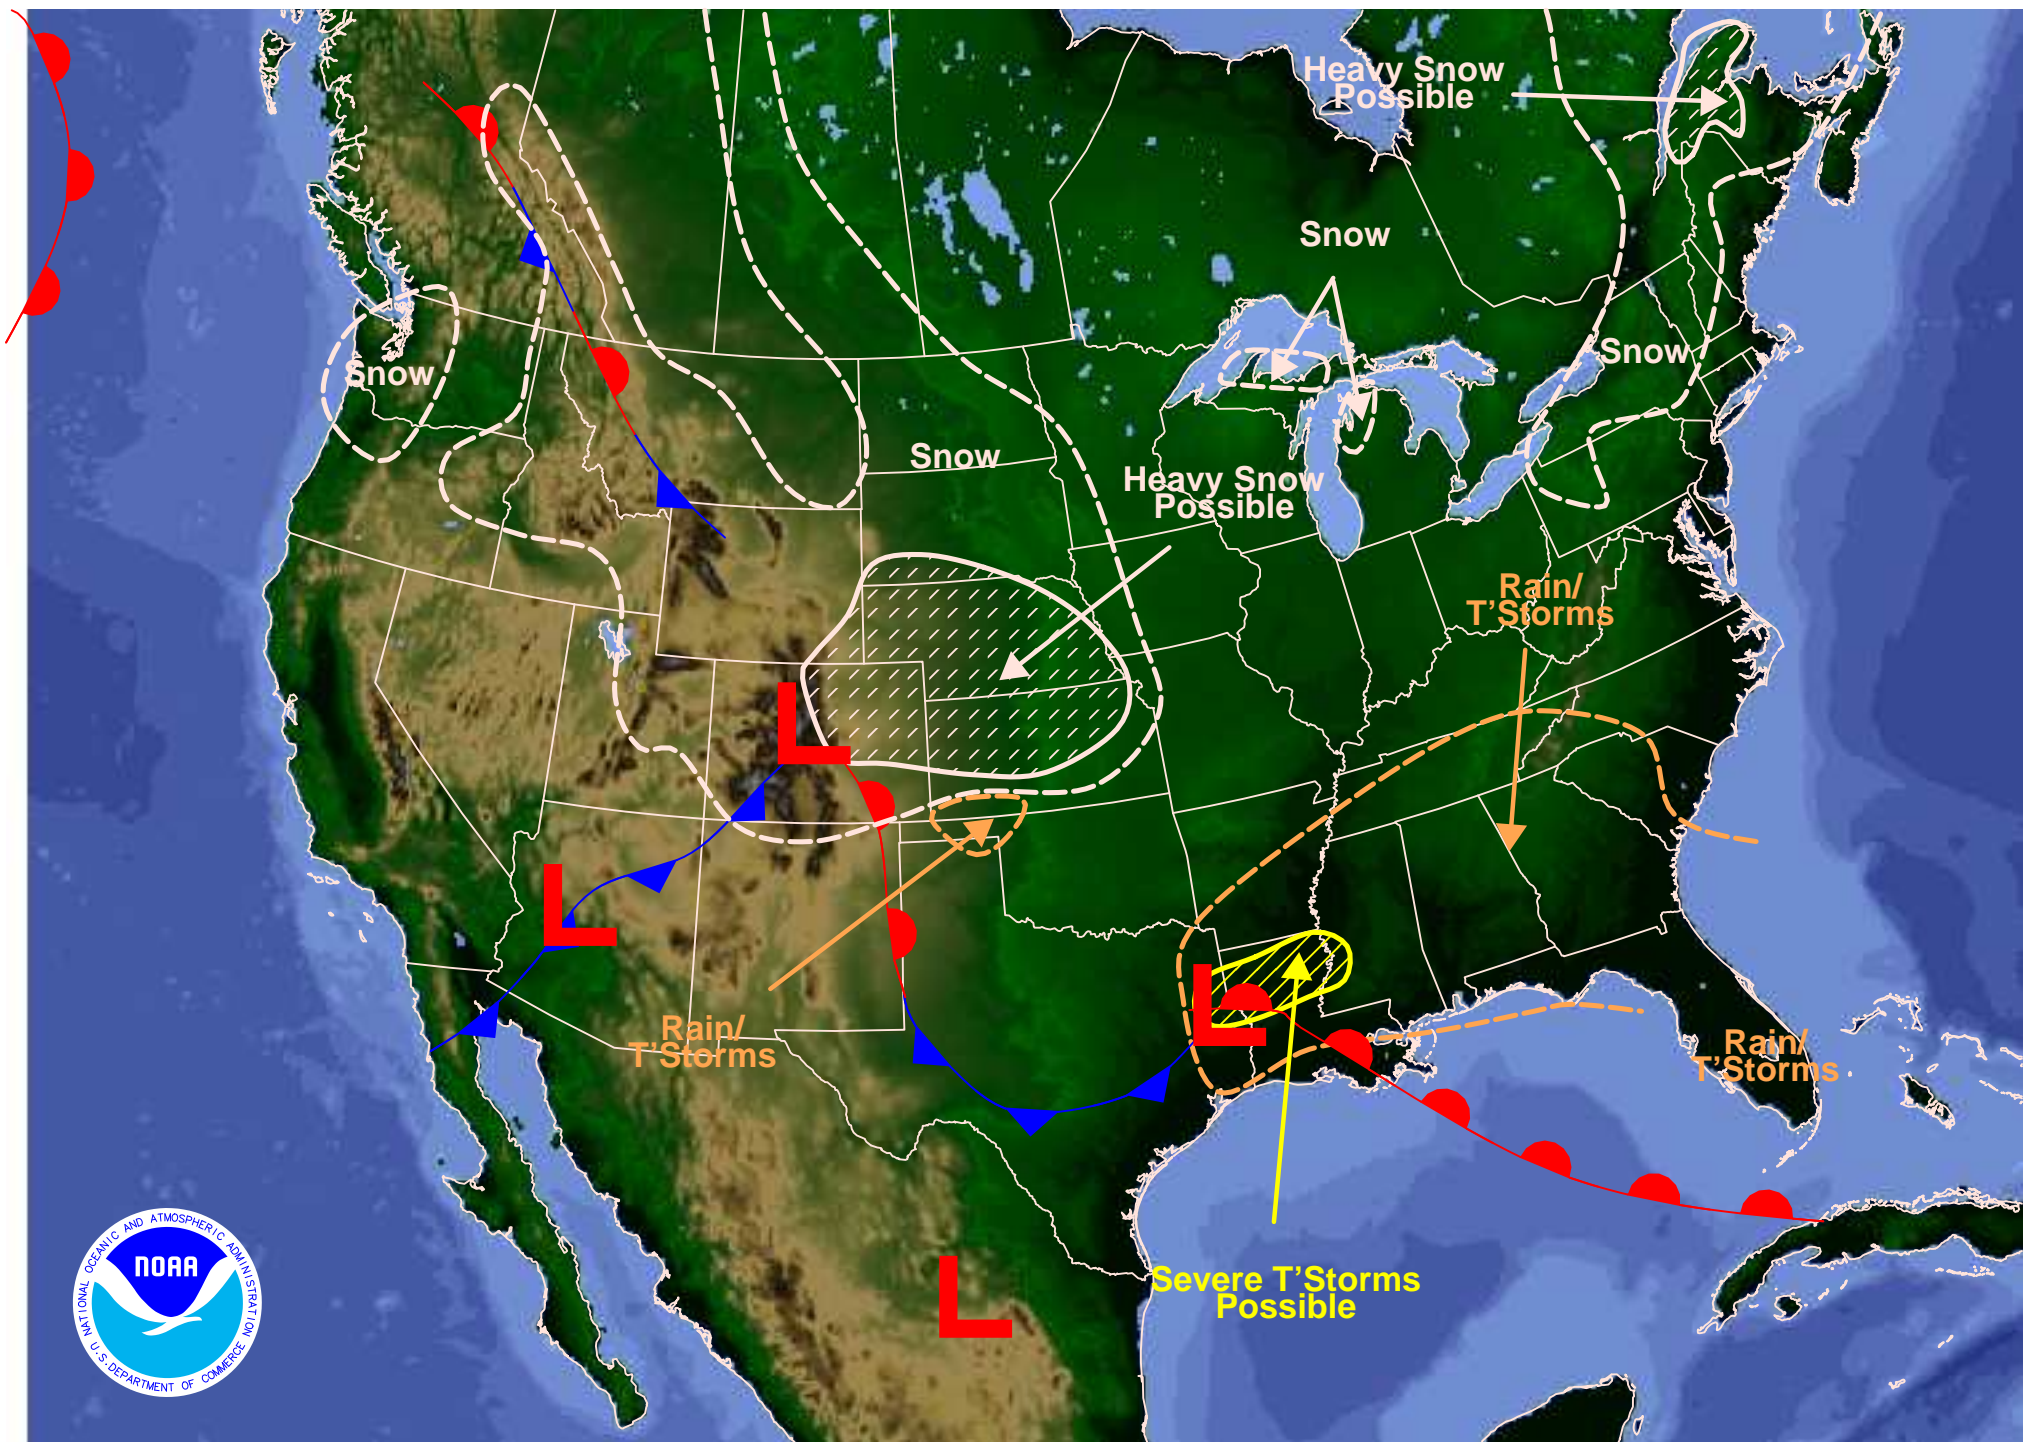 Heavy Snow
Possible
Snow
Snow
Snow
Snow
Heavy Snow
Possible
Rain/
T'Storms
Rain/
T'Storms
Rain/
T'Storms
Severe T'Storms
Possible
L
L
L
L
NATIONAL OCEANIC AND ATMOSPHERIC ADMINISTRATION
NOAA
U.S. DEPARTMENT OF COMMERCE